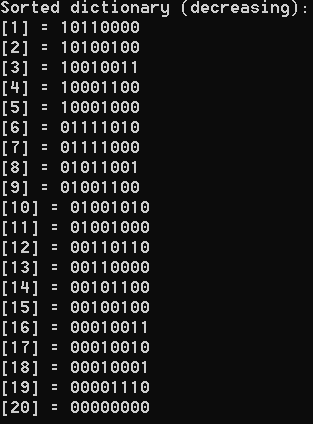 Sorted dictionary (decreasing):
[1] = 10110000
[2] = 10100100
[3] = 10010011
[4] = 10001100
[5] = 10001000
[6] = 01111010
[7] = 01111000
[8] = 01011001
[9] = 01001100
[10] = 01001010
[11] = 01001000
[12] = 00110110
[13] = 00110000
[14] = 00101100
[15] = 00100100
[16] = 00010011
[17] = 00010010
[18] = 00010001
[19] = 00001110
[20] = 00000000